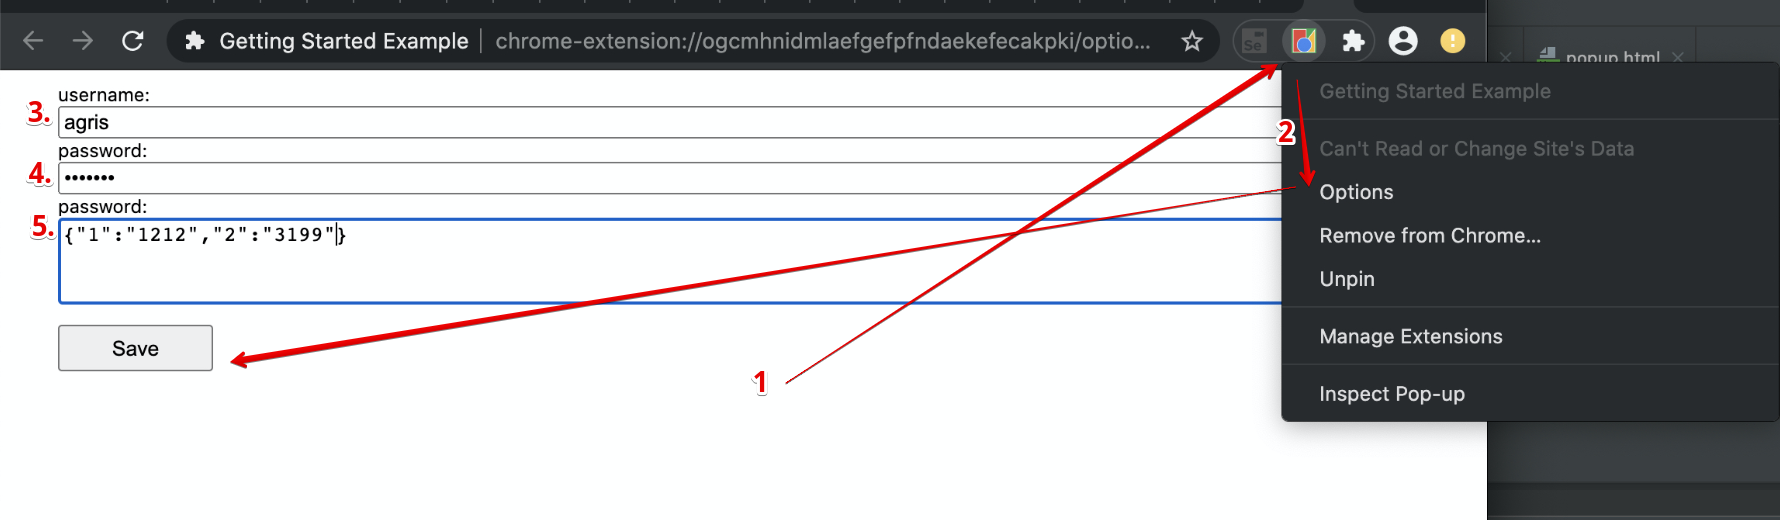 Getting Started Example | chrome-extension://ogcmhnidmlaefgefpfndaekefecakpki/optio...
Se
popup.html
username:
3.
agris
password:
4.
•••••••
password:
5.
{"1":"1212","2":"3199"}
Save
1
2
Getting Started Example
Can't Read or Change Site's Data
Options
Remove from Chrome...
Unpin
Manage Extensions
Inspect Pop-up